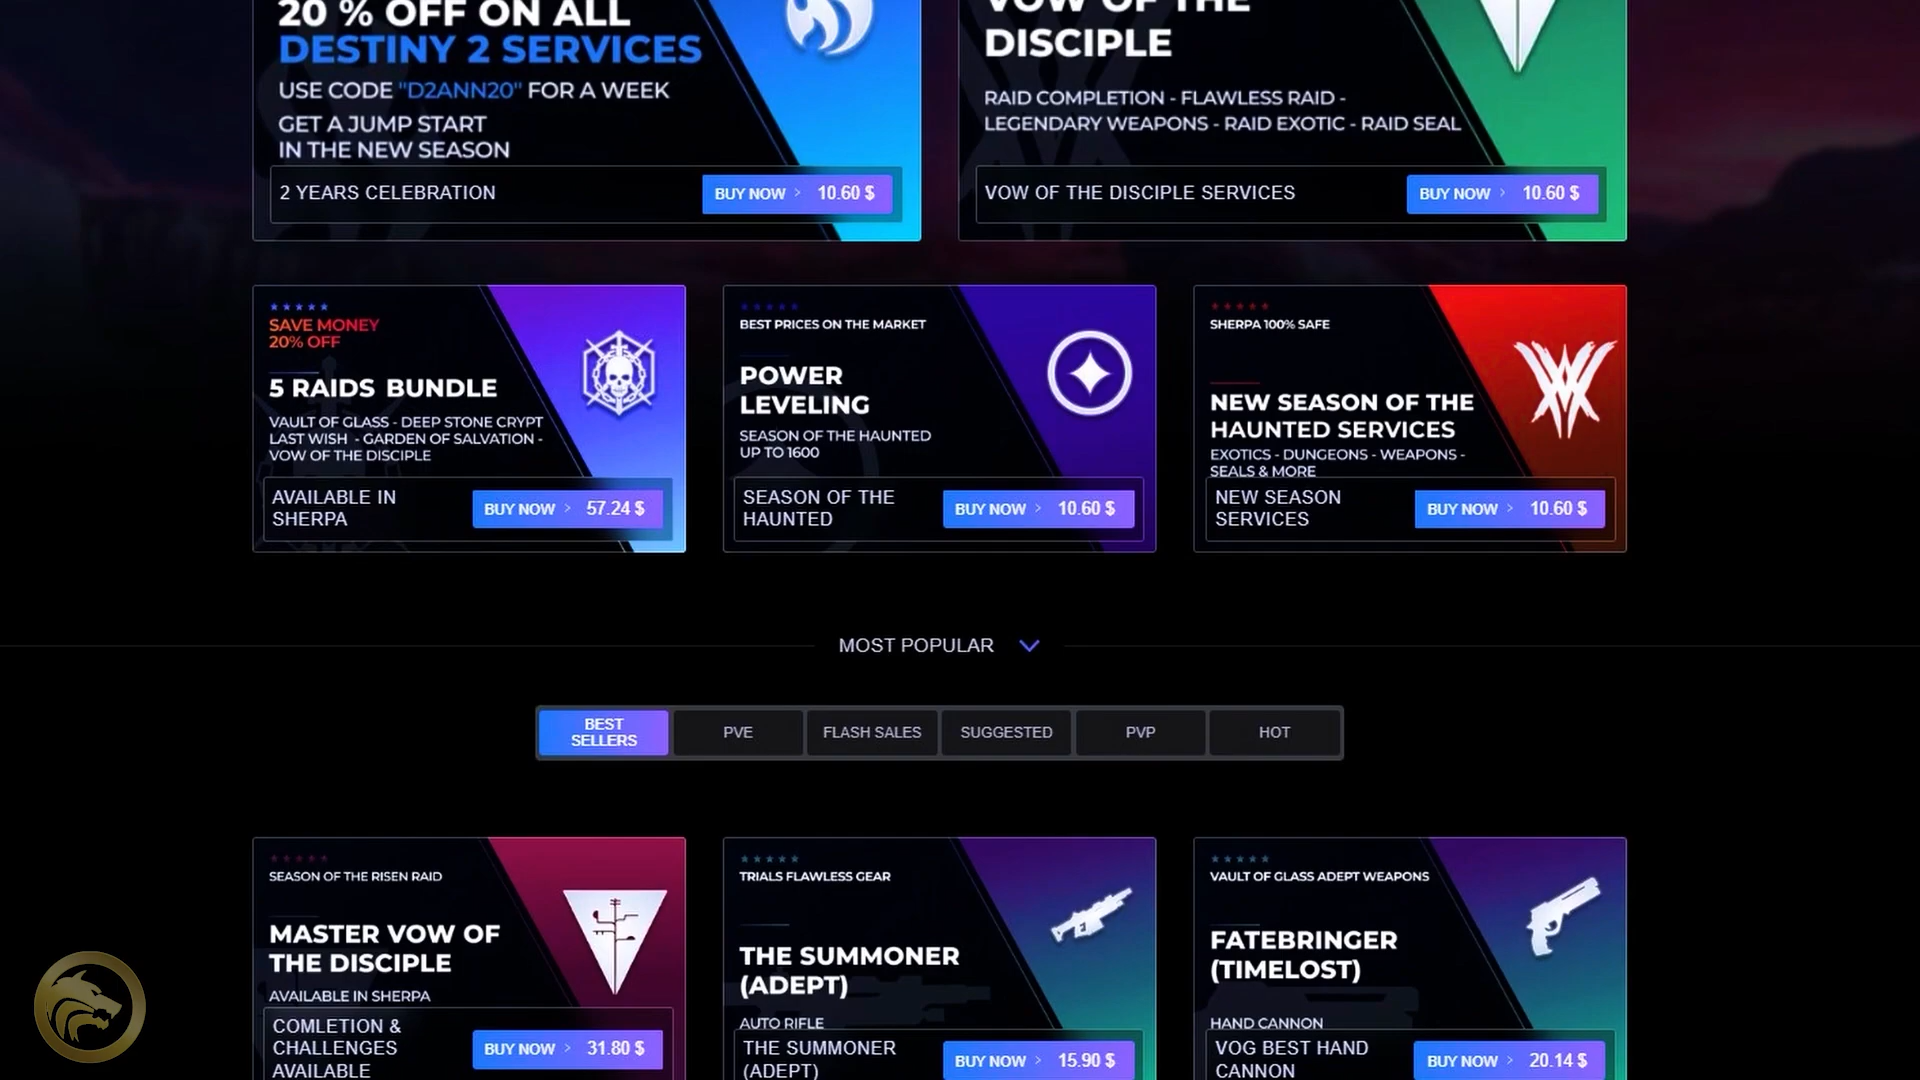 20 % OFF ON ALL
DESTINY 2 SERVICES
USE CODE "D2ANN20" FOR A WEEK
GET A JUMP START
IN THE NEW SEASON
2 YEARS CELEBRATION
BUY NOW > 10.60 $
VOW OF THE
DISCIPLE
RAID COMPLETION - FLAWLESS RAID -
LEGENDARY WEAPONS - RAID EXOTIC - RAID SEAL
VOW OF THE DISCIPLE SERVICES
BUY NOW > 10.60 $
SAVE MONEY
20% OFF
5 RAIDS BUNDLE
VAULT OF GLASS - DEEP STONE CRYPT
LAST WISH - GARDEN OF SALVATION -
VOW OF THE DISCIPLE
AVAILABLE IN
SHERPA
BUY NOW > 57.24 $
BEST PRICES ON THE MARKET
POWER
LEVELING
SEASON OF THE HAUNTED
UP TO 1600
SEASON OF THE
HAUNTED
BUY NOW > 10.60 $
SHERPA 100% SAFE
NEW SEASON OF THE
HAUNTED SERVICES
EXOTICS - DUNGEONS - WEAPONS -
SEALS & MORE
NEW SEASON
SERVICES
BUY NOW > 10.60 $
MOST POPULAR
BEST
SELLERS
PVE
FLASH SALES
SUGGESTED
PVP
HOT
SEASON OF THE RISEN RAID
MASTER VOW OF
THE DISCIPLE
AVAILABLE IN SHERPA
COMLETION &
CHALLENGES
AVAILABLE
BUY NOW > 31.80 $
TRIALS FLAWLESS GEAR
THE SUMMONER
(ADEPT)
AUTO RIFLE
THE SUMMONER
(ADEPT)
BUY NOW > 15.90 $
VAULT OF GLASS ADEPT WEAPONS
FATEBRINGER
(TIMELOST)
HAND CANNON
VOG BEST HAND
CANNON
BUY NOW > 20.14 $